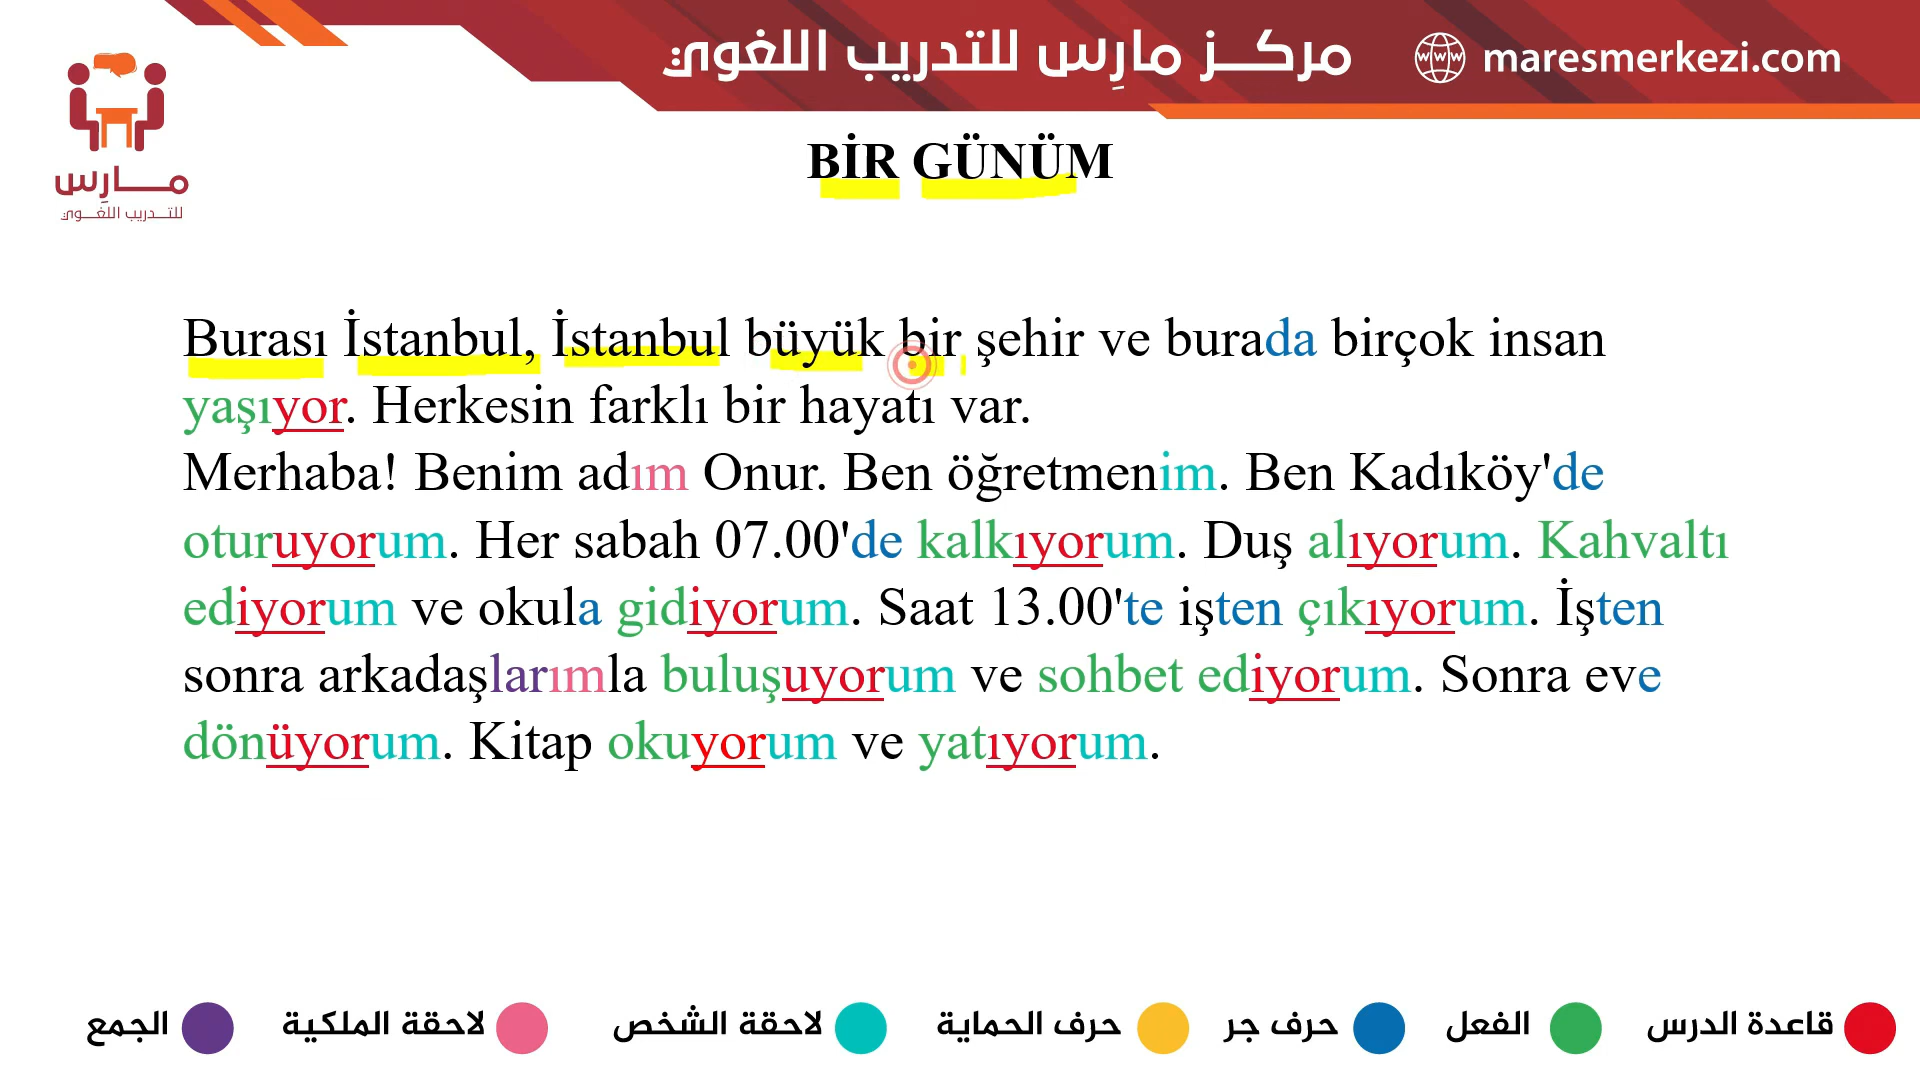 مركـــز مارِس للتدريب اللغوي
maresmerkezi.com
مـــارِس
للتـــدريب اللغـــوي
BİR GÜNÜM
Burası İstanbul, İstanbul büyük bir şehir ve burada birçok insan
yaşıyor. Herkesin farklı bir hayatı var.
Merhaba! Benim adım Onur. Ben öğretmenim. Ben Kadıköy'de
oturuyorum. Her sabah 07.00'de kalkıyorum. Duş alıyorum. Kahvaltı
ediyorum ve okula gidiyorum. Saat 13.00'te işten çıkıyorum. İşten
sonra arkadaşlarımla buluşuyorum ve sohbet ediyorum. Sonra eve
dönüyorum. Kitap okuyorum ve yatıyorum.
قاعدة الدرس
الفعل
حرف جر
حرف الحماية
لاحقة الشخص
لاحقة الملكية
الجمع